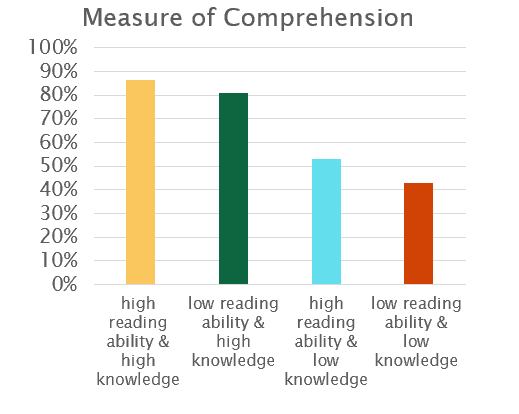 Measure of Comprehension
100%
90%
80%
70%
60%
50%
40%
30%
20%
10%
0%
high
reading
ability &
high
knowledge
low reading
ability &
high
knowledge
high
reading
ability &
low
knowledge
low reading
ability &
low
knowledge